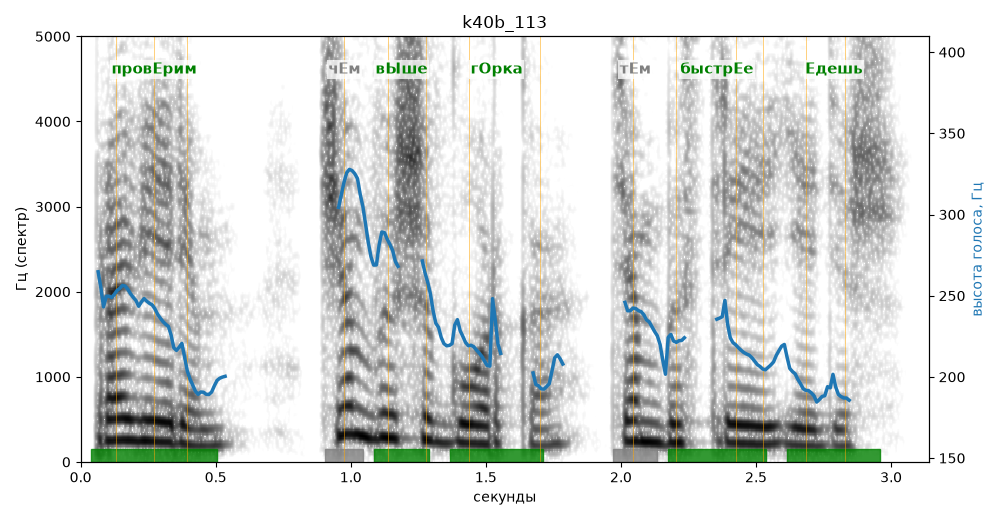 k40b_113
провЕрим чЕм вЫше гОрка тЕм быстрЕе Едешь
5000
4000
3000
2000
1000
0
Гц (спектр)
400
350
300
250
200
150
высота голоса, Гц
0.0 0.5 1.0 1.5 2.0 2.5 3.0
секунды